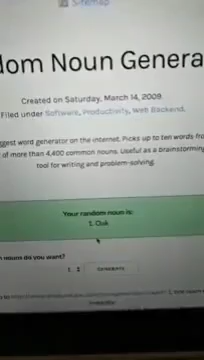 Sitemap
dom Noun Genera
Created on Saturday, March 14, 2009.
Filed under Software, Productivity, Web Backend.
ggest word generator on the internet. Picks up to ten words fro
of more than 4,400 common nouns. Useful as a brainstorming
tool for writing and problem-solving.
Your random noun is:
1. Oak
n nouns do you want?
1
GENERATE